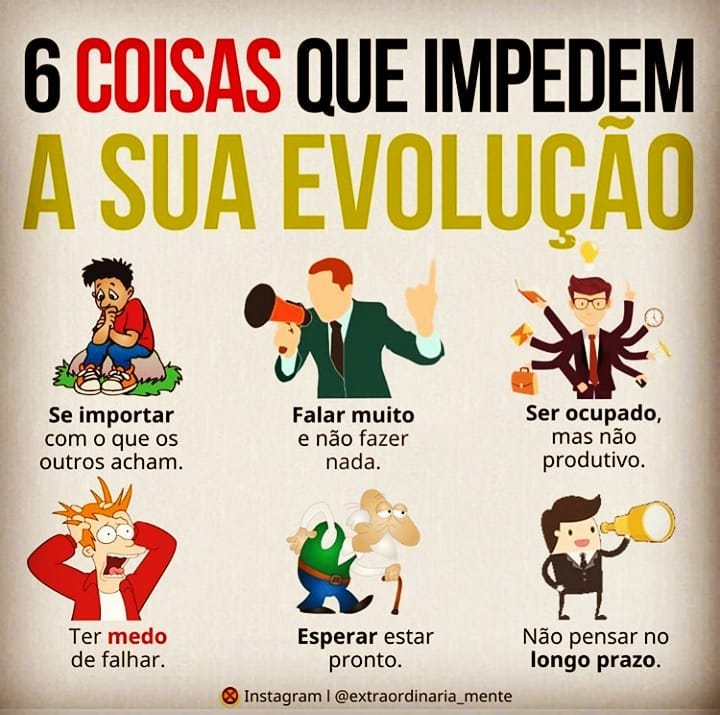 6 COISAS QUE IMPEDEM
A SUA EVOLUÇÃO
Se importar
com o que os
outros acham.
Falar muito
e não fazer
nada.
Ser ocupado,
mas não
produtivo.
Ter medo
de falhar.
Esperar estar
pronto.
Não pensar no
longo prazo.
Instagram | @extraordinaria_mente